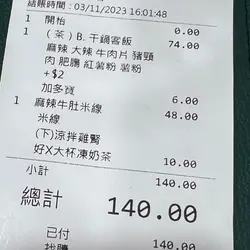 結賬時間: 03/11/2023 16:01:48
1 開始 0.00
1 (茶) B. 干鍋客飯 74.00
麻辣 大辣 牛肉片 豬頸
肉 肥腸 紅薯粉 薯粉
+$2
加多寶 6.00
1 麻辣牛肚米線 48.00
米線
(下)涼拌雞腎
好X大杯凍奶茶 10.00
小計 140.00
總計 140.00
已付 140.00
找贖